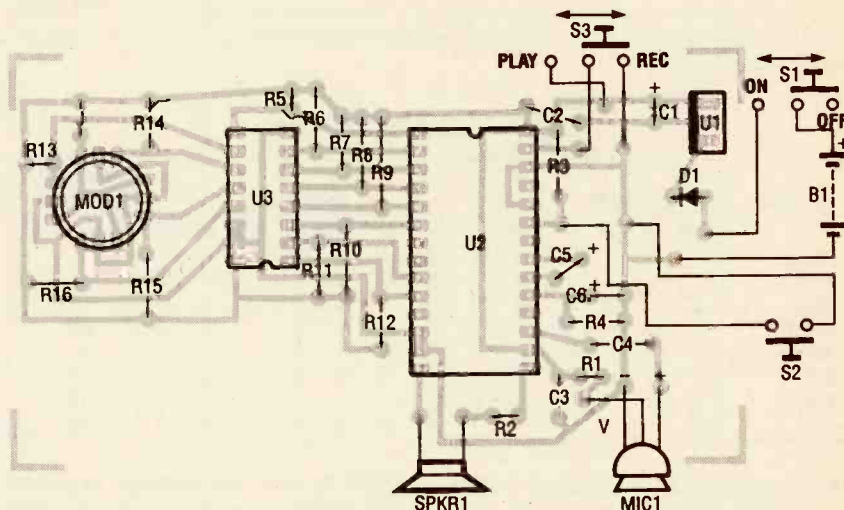 S3
PLAY
REC
ON
S1
OFF
R5
R6
C2
C1
U1
R14
R13
R7
R8
R9
R3
MOD1
U3
U2
D1
B1
R10
R11
C5
R16
R15
R12
C6
R4
C4
S2
R1
C3
R2
V
SPKR1
MIC1
+
+
+
+
-
+